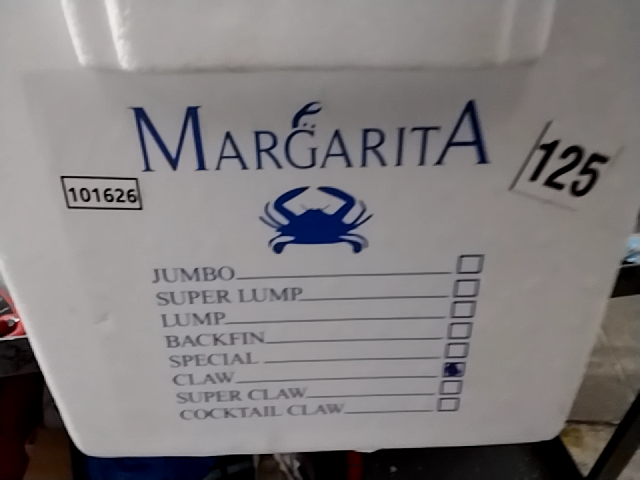 MARGARITA
125
101626
JUMBO
SUPER LUMP
LUMP
BACKFIN
SPECIAL
CLAW
SUPER CLAW
COCKTAIL CLAW